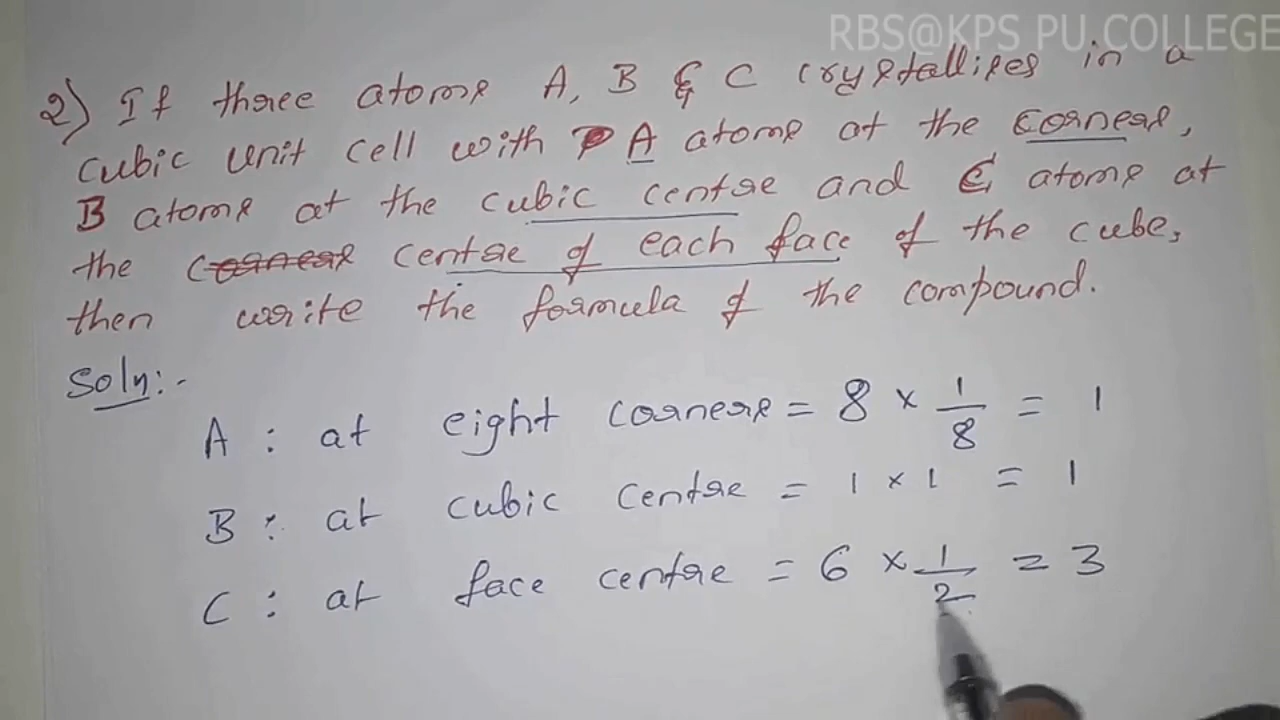 RBS@KPS PU COLLEGE
2) If three atoms A, B & C crystallises in a
cubic unit cell with A atoms at the corners,
B atoms at the cubic centre and C atoms at
the corners centre of each face of the cube,
then write the formula of the compound.
Soln:-
A : at eight corners = 8 × 1/8 = 1
B : at cubic centre = 1 × 1 = 1
C : at face centre = 6 × 1/2 = 3